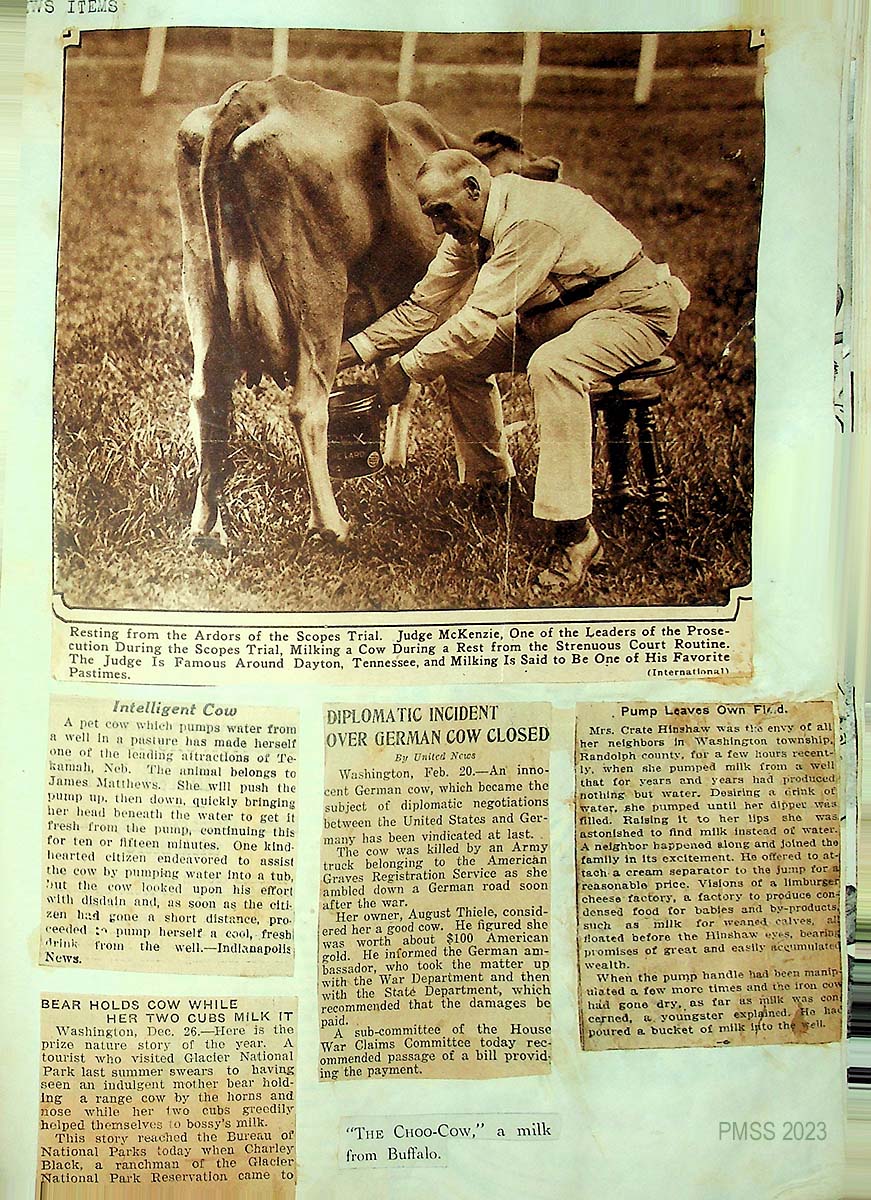 WS ITEMS
LARD
Resting from the Ardors of the Scopes Trial. Judge McKenzie, One of the Leaders of the Prose-
cution During the Scopes Trial, Milking a Cow During a Rest from the Strenuous Court Routine.
The Judge Is Famous Around Dayton, Tennessee, and Milking Is Said to Be One of His Favorite
Pastimes.
(International)
Intelligent Cow
A pet cow which pumps water from
a well in a pasture has made herself
one of the leading attractions of Te-
kamah, Neb. The animal belongs to
James Matthews. She will push the
pump up, then down, quickly bringing
her head beneath the water to get it
fresh from the pump, continuing this
for ten or fifteen minutes. One kind-
hearted citizen endeavored to assist
the cow by pumping water into a tub,
but the cow looked upon his effort
with disdain and, as soon as the citi-
zen had gone a short distance, pro-
ceeded to pump herself a cool, fresh
drink from the well.—Indianapolis
News.
BEAR HOLDS COW WHILE
HER TWO CUBS MILK IT
Washington, Dec. 26.—Here is the
prize nature story of the year. A
tourist who visited Glacier National
Park last summer swears to having
seen an indulgent mother bear hold-
ing a range cow by the horns and
nose while her two cubs greedily
helped themselves to bossy's milk.
This story reached the Bureau of
National Parks today when Charley
Black, a ranchman of the Glacier
National Park Reservation came to
DIPLOMATIC INCIDENT
OVER GERMAN COW CLOSED
By United News
Washington, Feb. 20.—An inno-
cent German cow, which became the
subject of diplomatic negotiations
between the United States and Ger-
many has been vindicated at last.
The cow was killed by an Army
truck belonging to the American
Graves Registration Service as she
ambled down a German road soon
after the war.
Her owner, August Thiele, consid-
ered her a good cow. He figured she
was worth about $100 American
gold. He informed the German am-
bassador, who took the matter up
with the War Department and then
with the State Department, which
recommended that the damages be
paid.
A sub-committee of the House
War Claims Committee today rec-
ommended passage of a bill provid-
ing the payment.
"THE CHOO-COW," a milk
from Buffalo.
Pump Leaves Own
Mrs. Crate Hinshaw was the envy of all
her neighbors in Washington township,
Randolph county, for a few hours recent-
ly, when she pumped milk from a well
that for years and years had produced
nothing but water. Desiring a drink of
water, she pumped until her dipper was
filled. Raising it to her lips she was
astonished to find milk instead of water.
A neighbor happened along and joined the
family in its excitement. He offered to at-
tach a cream separator to the jump for a
reasonable price. Visions of a limburger
cheese factory, a factory to produce con-
densed food for babies and by-products,
such as milk for weaned calves, all
floated before the Hinshaw eyes, bearing
promises of great and easily accumulated
wealth.
When the pump handle had been manip-
ulated a few more times and the iron cow
had gone dry, as far as milk was con-
cerned, a youngster explained. He had
poured a bucket of milk into the well.
PMSS 2023